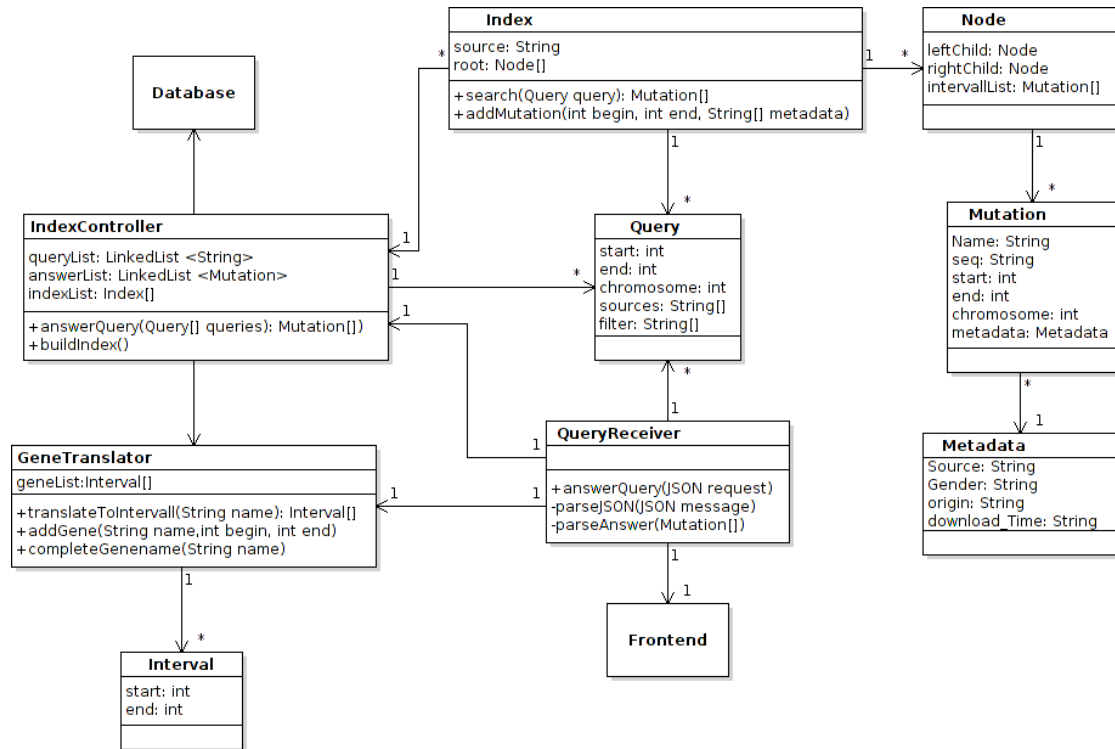 Index
source: String
root: Node[]
+search(Query query): Mutation[]
+addMutation(int begin, int end, String[] metadata)
*
1
*
1
*
Node
leftChild: Node
rightChild: Node
intervallList: Mutation[]
1
*
Database
IndexController
queryList: LinkedList <String>
answerList: LinkedList <Mutation>
indexList: Index[]
+answerQuery(Query[] queries): Mutation[])
+buildIndex()
1
1
*
1
Query
start: int
end: int
chromosome: int
sources: String[]
filter: String[]
*
1
Mutation
Name: String
seq: String
start: int
end: int
chromosome: int
metadata: Metadata
*
1
GeneTranslator
geneList:Interval[]
+translateToIntervall(String name): Interval[]
+addGene(String name,int begin, int end)
+completeGenename(String name)
1
1
1
1
*
QueryReceiver
+answerQuery(JSON request)
-parseJSON(JSON message)
-parseAnswer(Mutation[])
1
1
Metadata
Source: String
Gender: String
origin: String
download_Time: String
Frontend
Interval
start: int
end: int